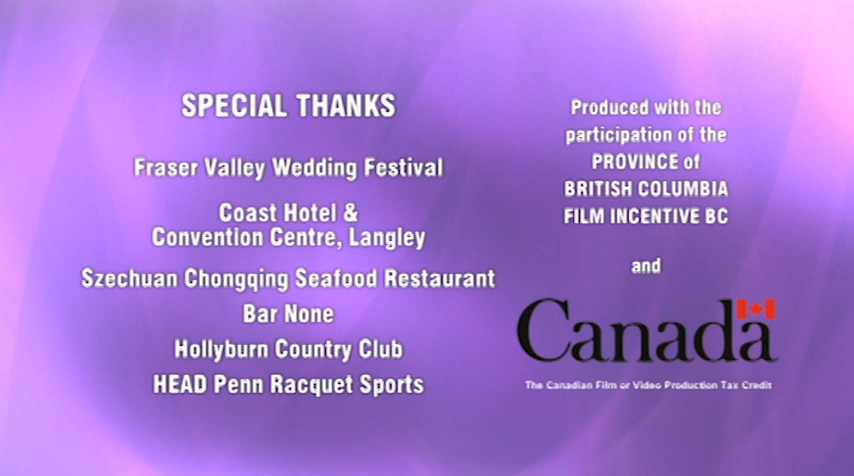 SPECIAL THANKS
Fraser Valley Wedding Festival
Coast Hotel &
Convention Centre, Langley
Szechuan Chongqing Seafood Restaurant
Bar None
Hollyburn Country Club
HEAD Penn Racquet Sports
Produced with the
participation of the
PROVINCE of
BRITISH COLUMBIA
FILM INCENTIVE BC
and
Canada
The Canadian Film or Video Production Tax Credit